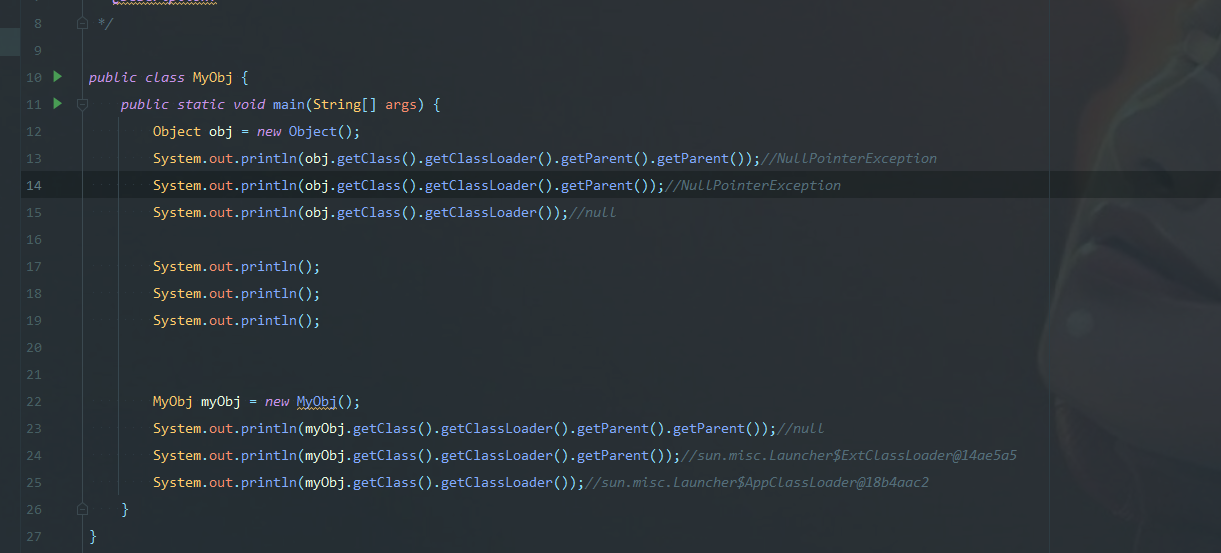 8 */
9
10 public class MyObj {
11 public static void main(String[] args) {
12 Object obj = new Object();
13 System.out.println(obj.getClass().getClassLoader().getParent().getParent());//NullPointerException
14 System.out.println(obj.getClass().getClassLoader().getParent());//NullPointerException
15 System.out.println(obj.getClass().getClassLoader());//null
16
17 System.out.println();
18 System.out.println();
19 System.out.println();
20
21
22 MyObj myObj = new MyObj();
23 System.out.println(myObj.getClass().getClassLoader().getParent().getParent());//null
24 System.out.println(myObj.getClass().getClassLoader().getParent());//sun.misc.Launcher$ExtClassLoader@14ae5a5
25 System.out.println(myObj.getClass().getClassLoader());//sun.misc.Launcher$AppClassLoader@18b4aac2
26 }
27 }